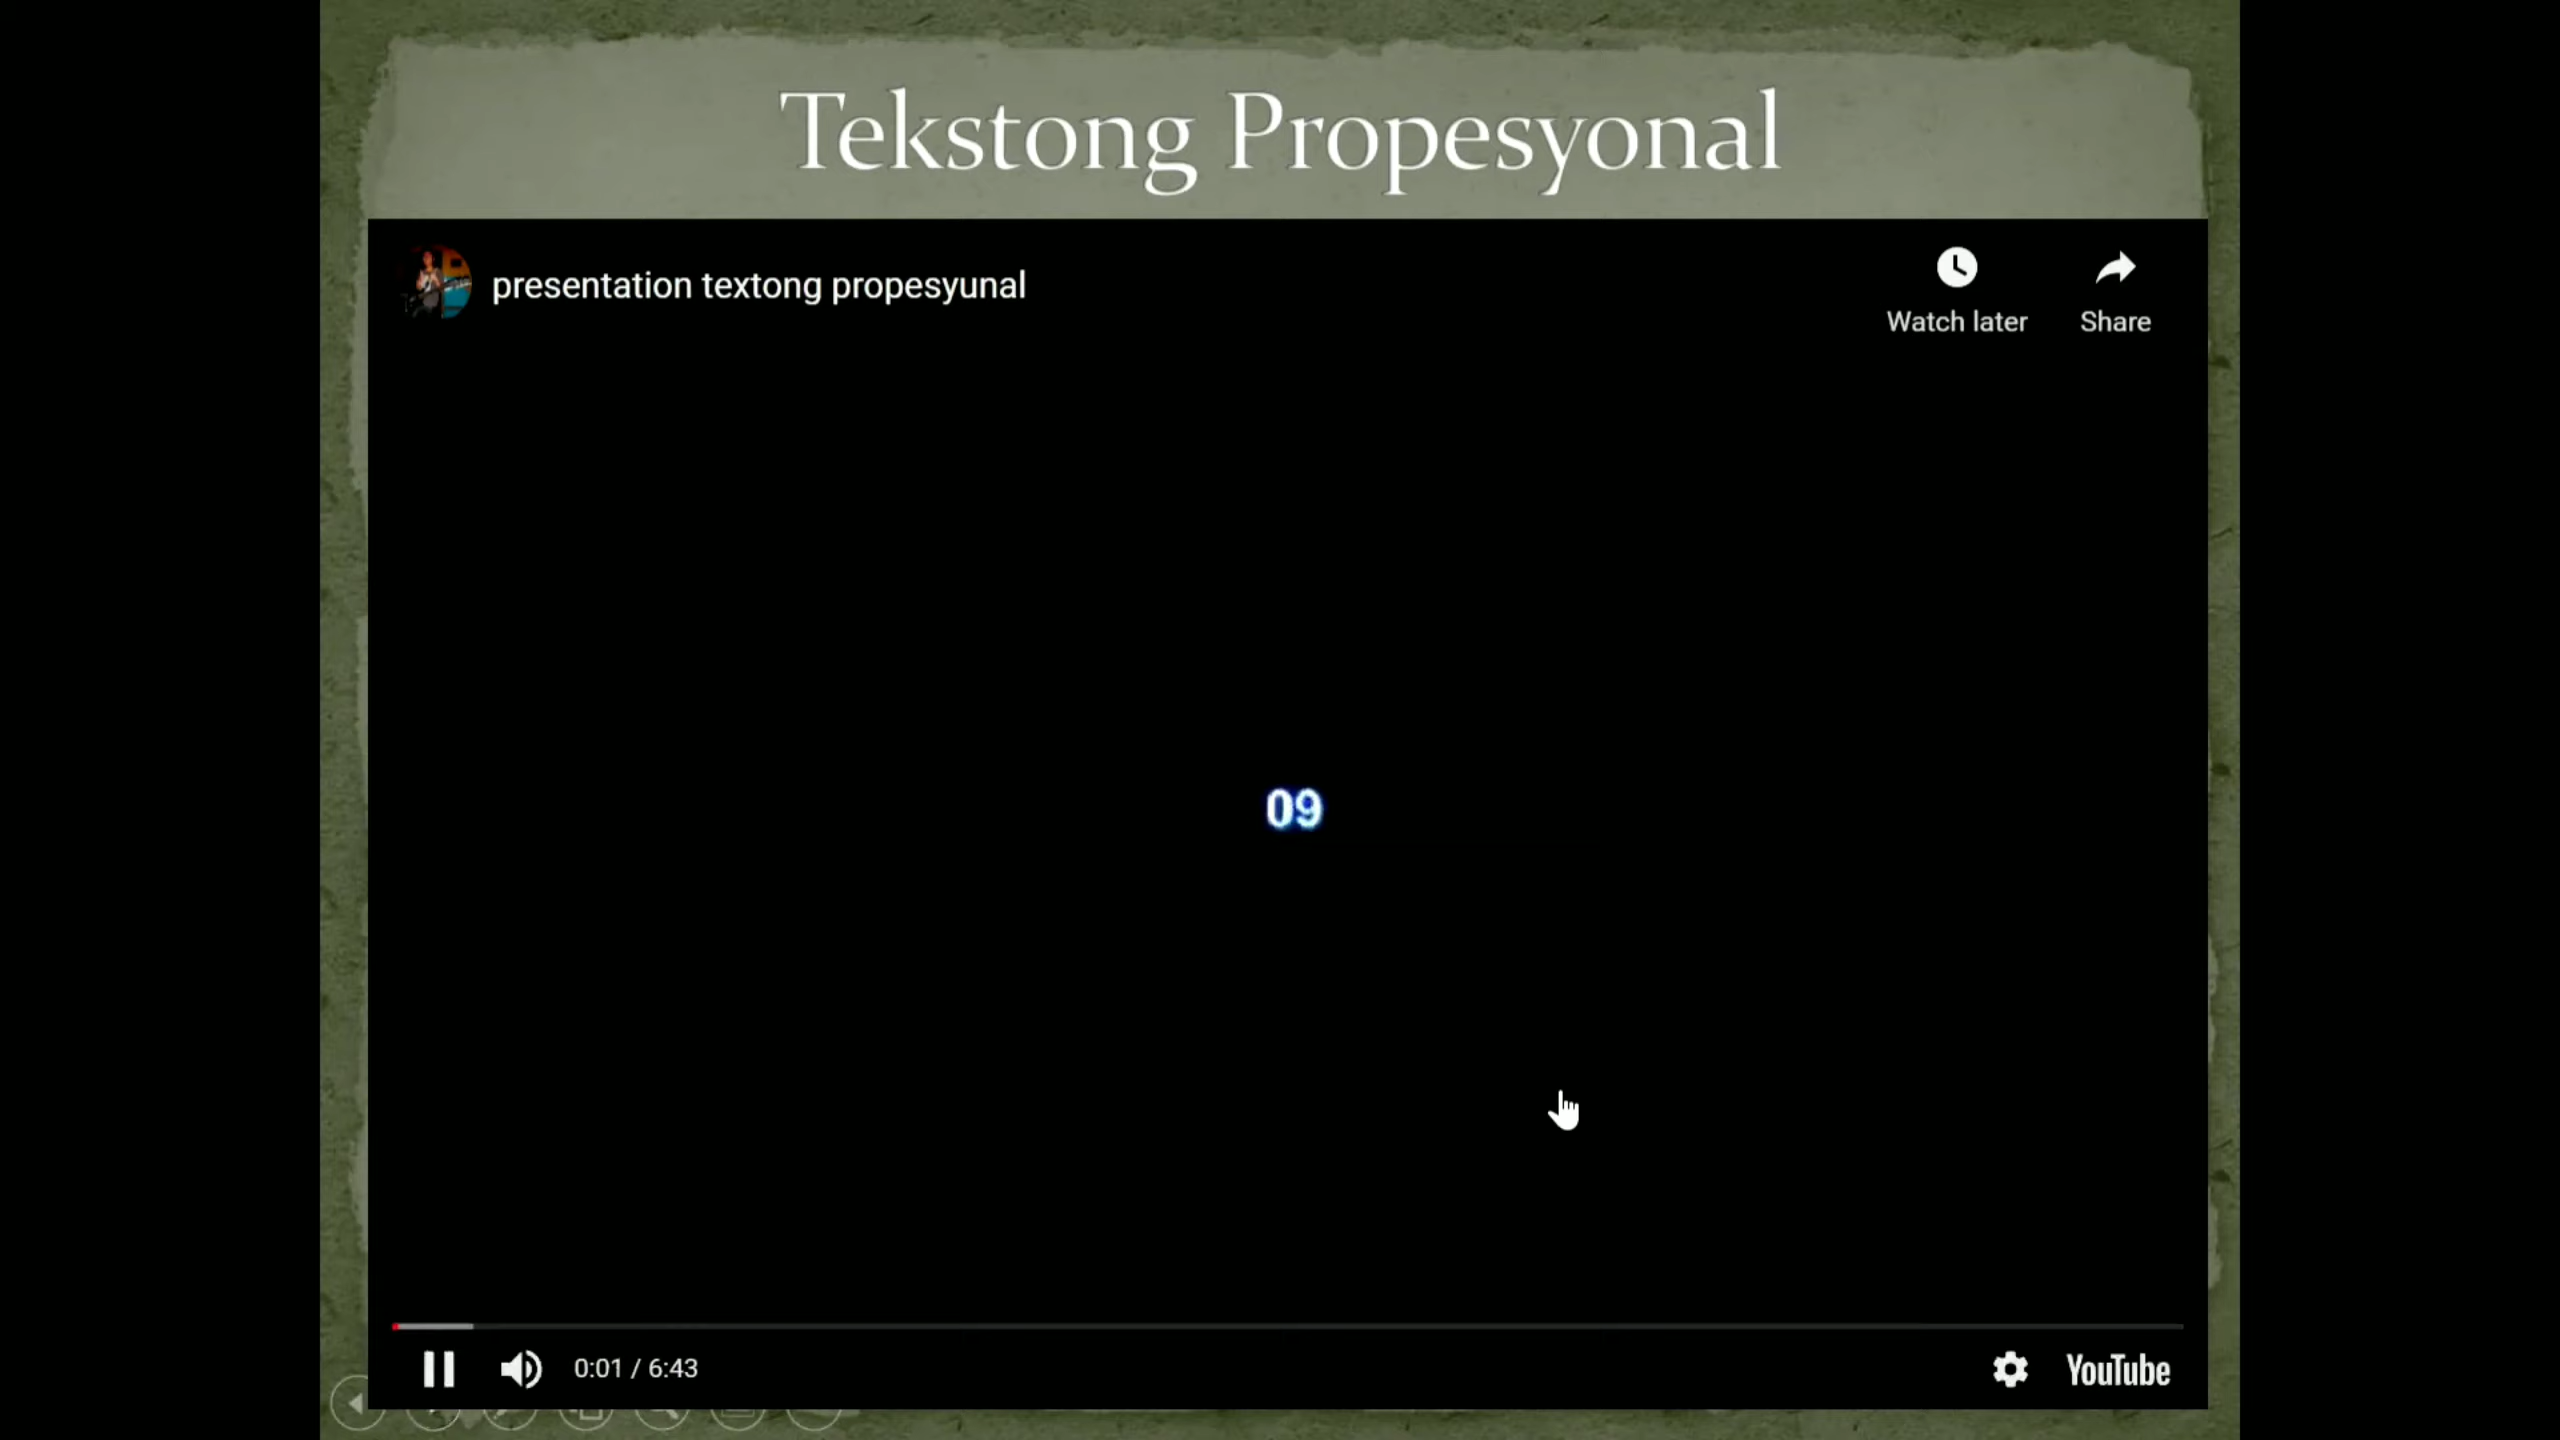 Tekstong Propesyonal
presentation textong propesyunal
Watch later
Share
09
0:01 / 6:43
YouTube